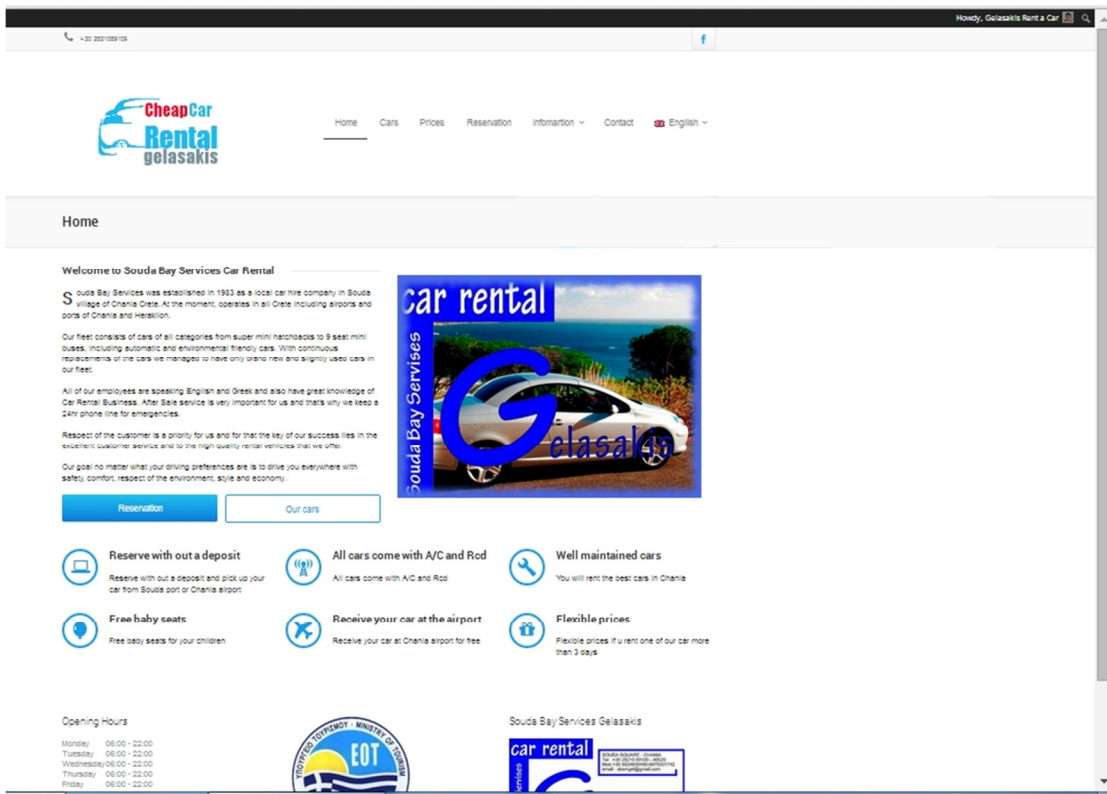 Howdy, Gelasakis Rent a Car
CheapCar
Rental
gelasakis
Home Cars Prices Reservation Infomartion Contact English
Home
Welcome to Souda Bay Services Car Rental
Souda Bay Services was established in 1983 as a local car hire company in Souda
village of Chania Crete. At the moment, operates in all Crete including airports and
ports of Chania and Heraklion.
Our fleet consists of cars of all categories from super mini hatchbacks to 9 seat mini
buses, including automatic and environmental friendly cars. With continuous
replacements of the cars we managed to have only brand new and slightly used cars in
our fleet.
All of our employees are speaking English and Greek and also have great knowledge of
Car Rental Business. After Sale service is very important for us and thats why we keep a
24hr phone line for emergencies.
Respect of the customer is a priority for us and for that the key of our success lies in the
excellent customer service and to the high quality rental vehicles that we offer.
Our goal no matter what your driving preferences are is to drive you everywhere with
safety, comfort, respect of the environment, style and economy.
Reservation
Our cars
car rental
Souda Bay Servises
Gelasakis
Reserve with out a deposit
Reserve with out a deposit and pick up your
car from Souda port or Chania airport
All cars come with A/C and Rcd
All cars come with A/C and Rcd
Well maintained cars
You will rent the best cars in Chania
Free baby seats
Free baby seats for your children
Receive your car at the airport
Receive your car at Chania airport for free
Flexible prices
Flexible prices if u rent one of our car more
than 3 days
Opening Hours
Monday 06:00 - 22:00
Tuesday 06:00 - 22:00
Wednesday 06:00 - 22:00
Thursday 06:00 - 22:00
Friday 06:00 - 22:00
ΥΠΟΥΡΓΕΙΟ ΤΟΥΡΙΣΜΟΥ - MINISTRY OF TOURISM
EOT
Souda Bay Services Gelasakis
car rental
SOUDA SQUARE - CHANIA